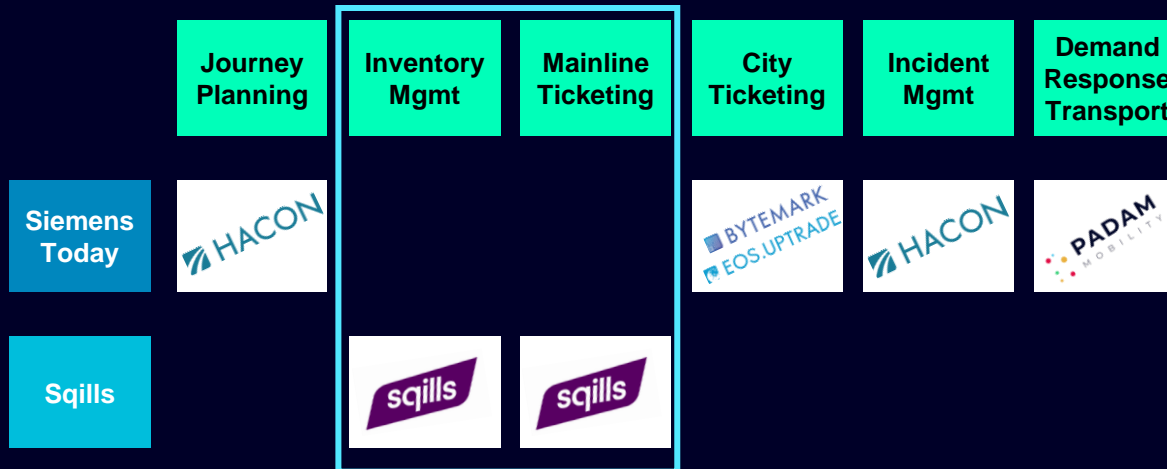 Journey
Planning
Inventory
Mgmt
Mainline
Ticketing
City
Ticketing
Incident
Mgmt
Demand
Response
Transport
Siemens
Today
HACON
BYTEMARK
EOS.UPTRADE
HACON
PADAM
MOBILITY
Sqills
sqills
sqills